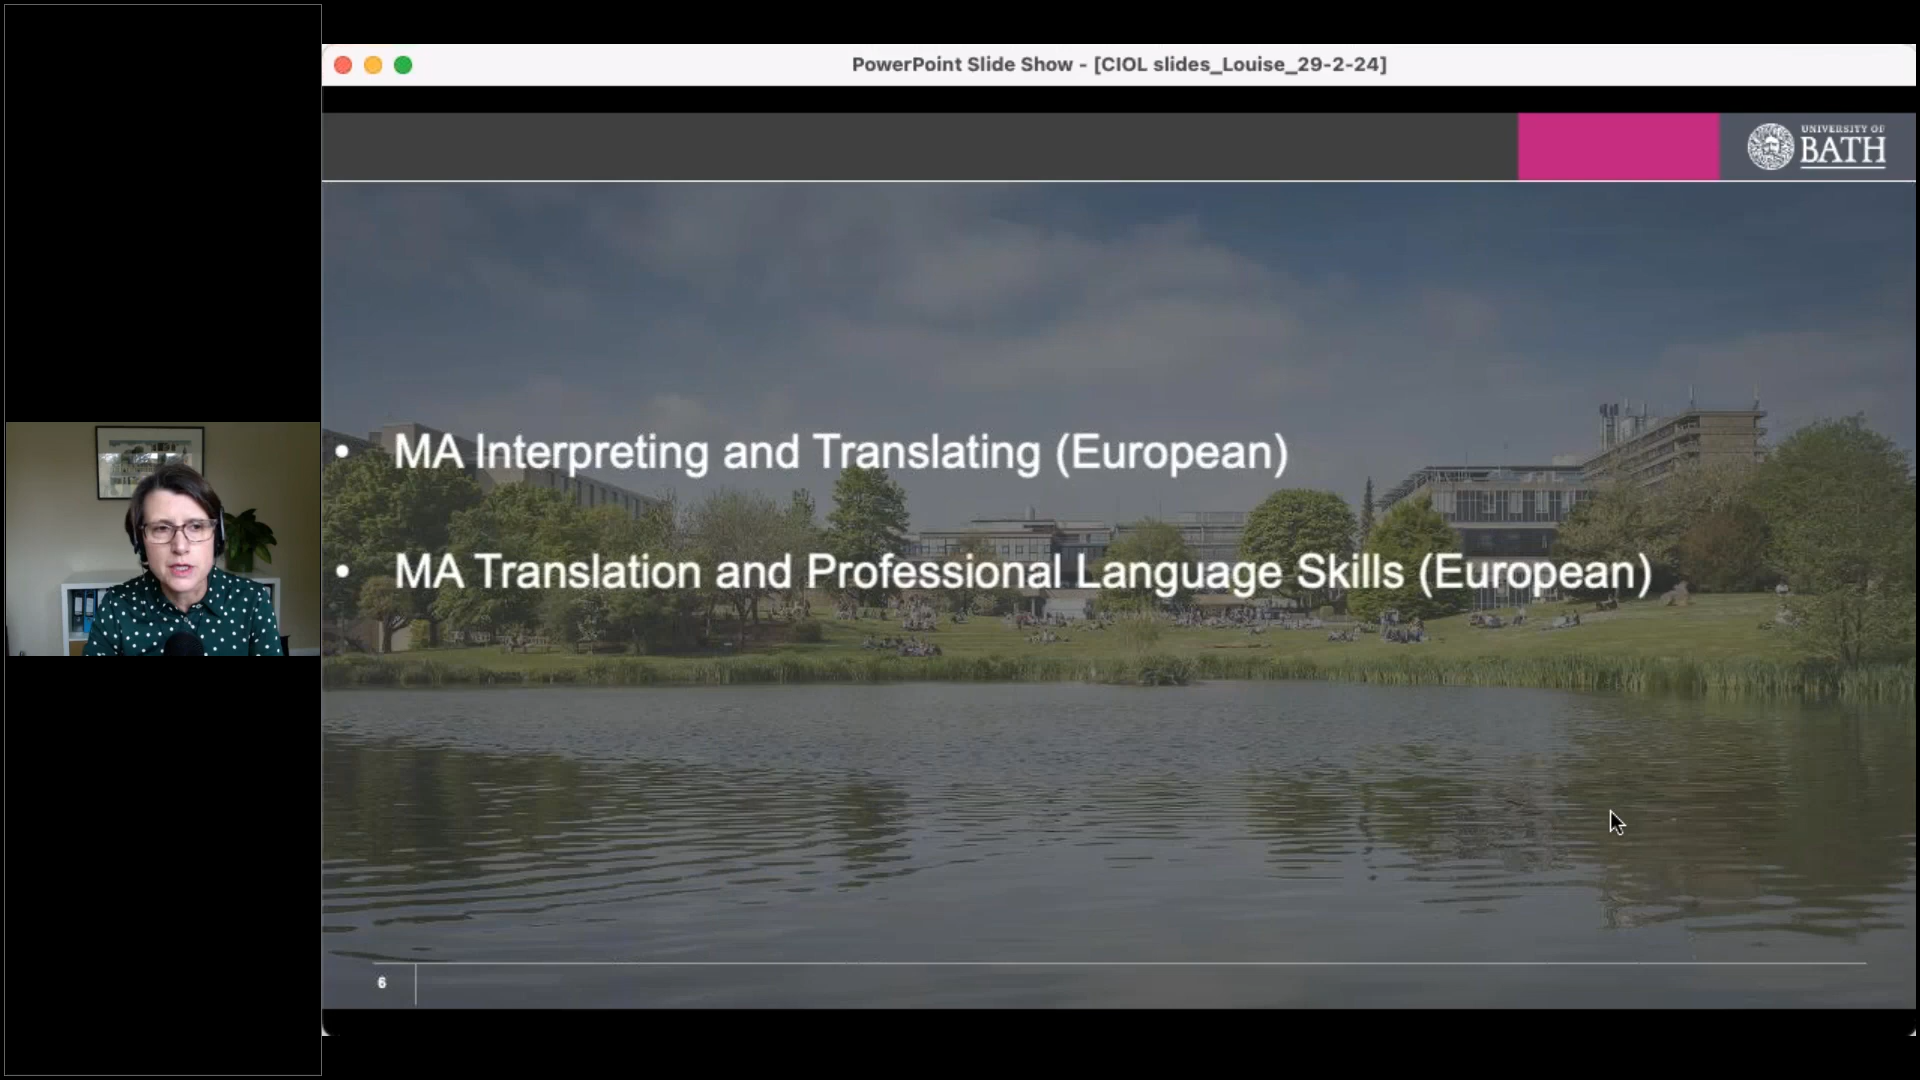 PowerPoint Slide Show - [CIOL slides_Louise_29-2-24]
UNIVERSITY OF
BATH
• MA Interpreting and Translating (European)
• MA Translation and Professional Language Skills (European)
6